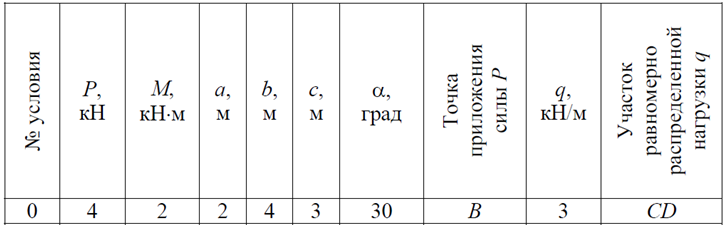 № условия
P,
кН
M,
кН·м
a,
м
b,
м
c,
м
α,
град
Точка
приложения
силы P
q,
кН/м
Участок
равномерно
распределенной
нагрузки q
0 4 2 2 4 3 30 B 3 CD